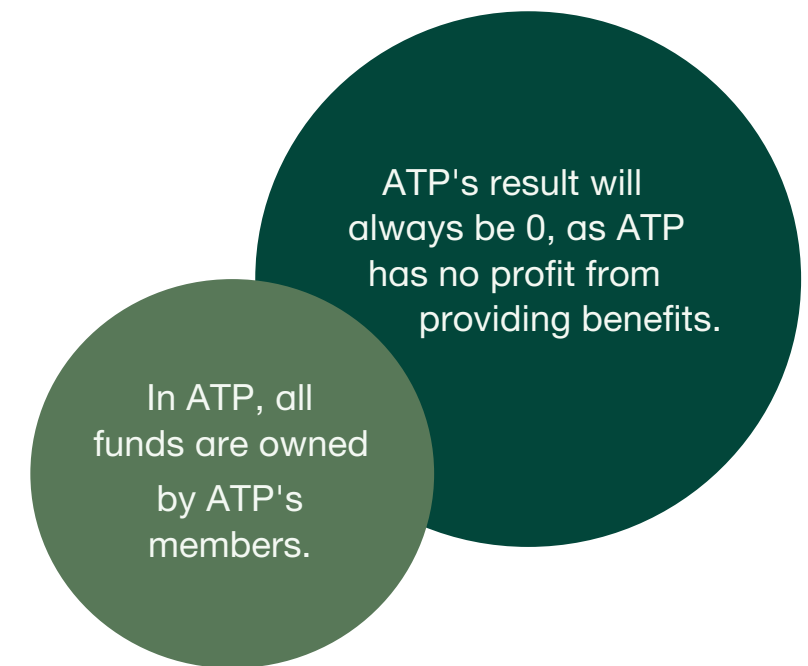 ATP's result will
always be 0, as ATP
has no profit from
providing benefits.
In ATP, all
funds are owned
by ATP's
members.